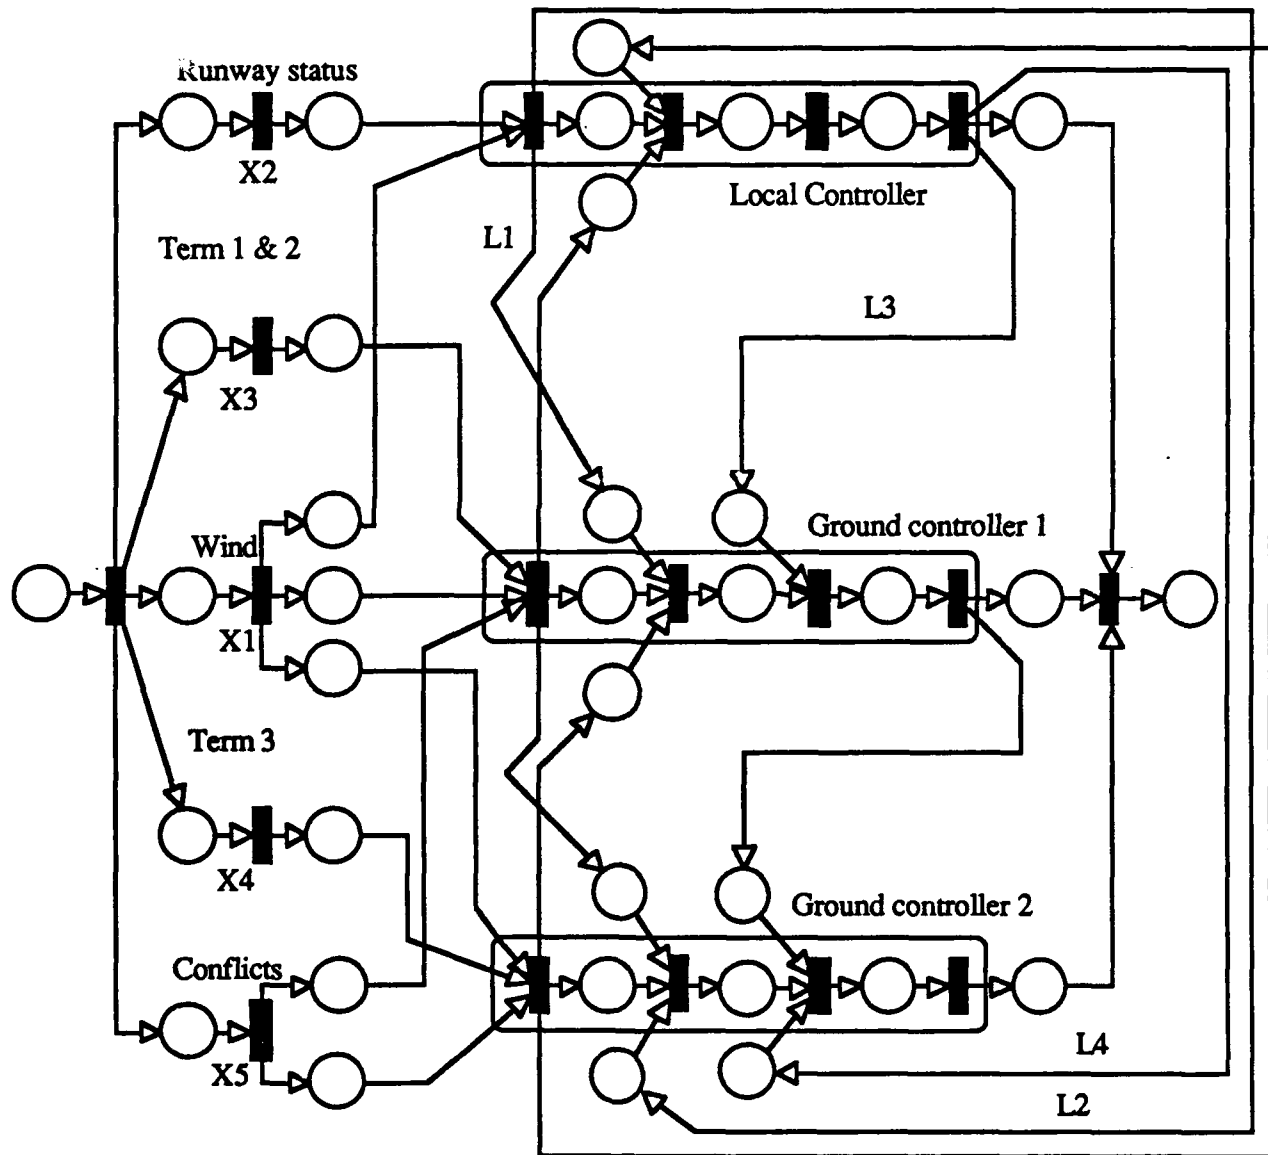 Runway status
X2
Local Controller
Term 1 & 2
L1
L3
X3
Ground controller 1
Wind
X1
Term 3
X4
Ground controller 2
Conflicts
X5
L4
L2